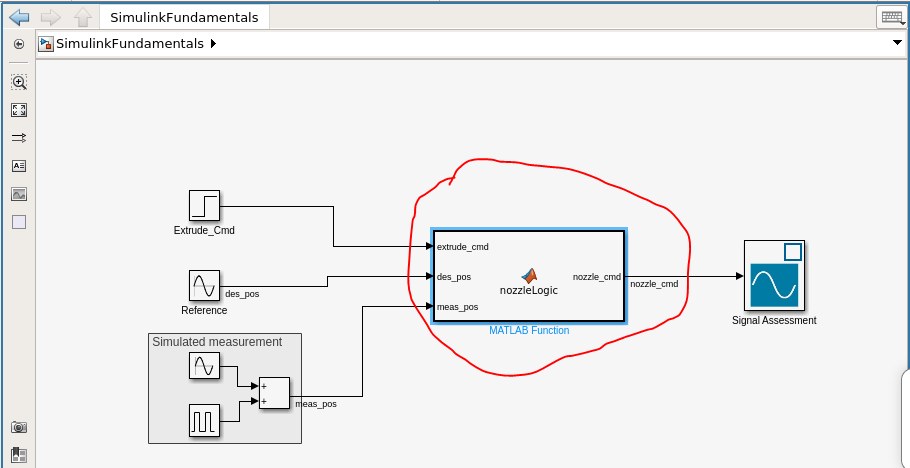 SimulinkFundamentals
SimulinkFundamentals
A≡
Extrude_Cmd
extrude_cmd
des_pos
meas_pos
nozzleLogic
nozzle_cmd
MATLAB Function
nozzle_cmd
Signal Assessment
des_pos
Reference
Simulated measurement
+
+
meas_pos